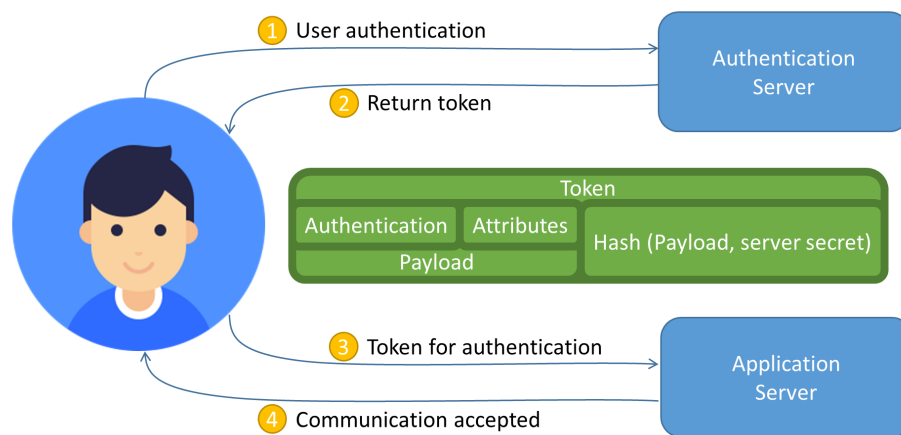 1 User authentication
Authentication
Server
2 Return token
Token
Authentication
Attributes
Hash (Payload, server secret)
Payload
3 Token for authentication
Application
Server
4 Communication accepted